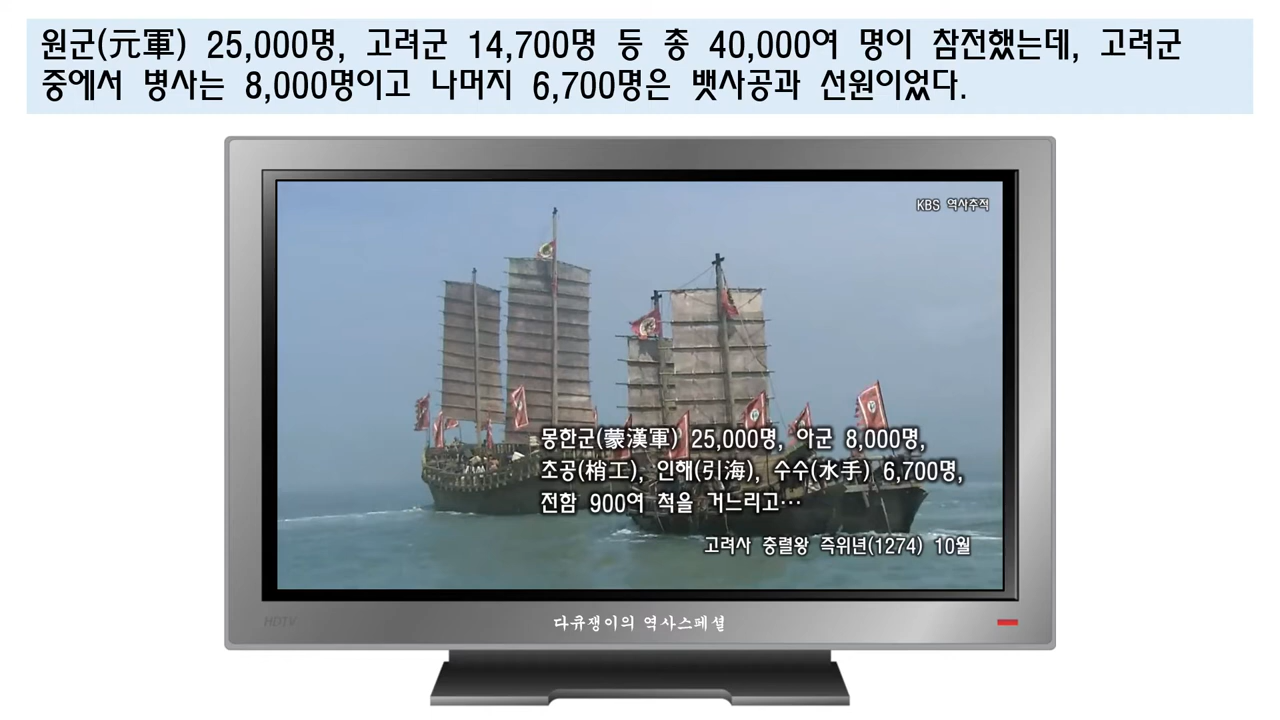 원군(元軍) 25,000명, 고려군 14,700명 등 총 40,000여 명이 참전했는데, 고려군
중에서 병사는 8,000명이고 나머지 6,700명은 뱃사공과 선원이었다.
KBS 역사추적
몽한군(蒙漢軍) 25,000명, 아군 8,000명,
초공(梢工), 인해(引海), 수수(水手) 6,700명,
전함 900여 척을 거느리고…
고려사 충렬왕 즉위년(1274) 10월
HDTV
다큐쟁이의 역사스페셜